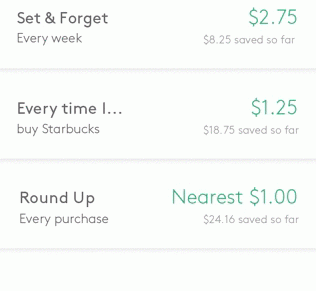 Set & Forget $2.75
Every week $8.25 saved so far
Every time I... $1.25
buy Starbucks $18.75 saved so far
Round Up Nearest $1.00
Every purchase $24.16 saved so far